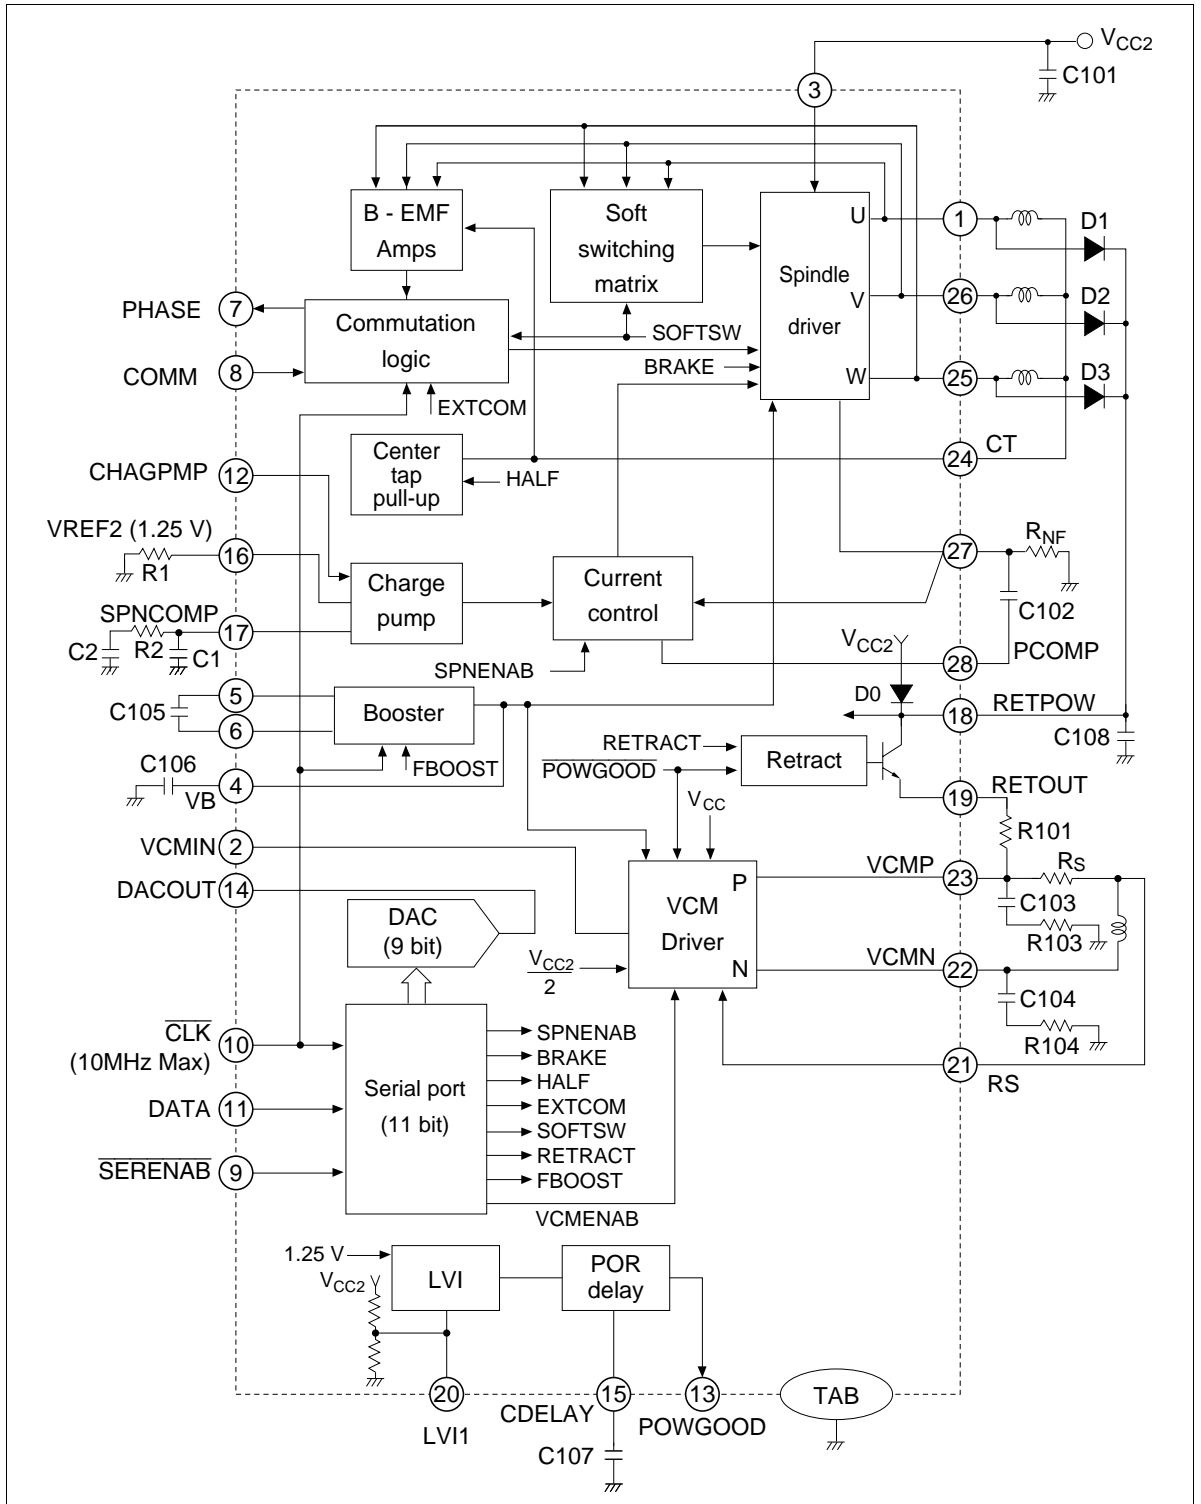 VCC2
C101
3
B - EMF
Amps
Soft
switching
matrix
Spindle
driver
U
V
W
1
26
25
D1
D2
D3
PHASE
7
COMM
8
Commutation
logic
SOFTSW
BRAKE
EXTCOM
Center
tap
pull-up
HALF
24
CT
CHAGPMP
12
VREF2 (1.25 V)
16
R1
Charge
pump
Current
control
27
RNF
C102
SPNCOMP
17
C2
R2
C1
SPNENAB
VCC2
28
PCOMP
D0
5
C105
6
Booster
FBOOST
18
RETPOW
C108
RETRACT
POWGOOD
Retract
C106
VB
4
VCC
19
RETOUT
R101
VCMIN
2
DACOUT
14
DAC
(9 bit)
P
VCM
Driver
N
VCC2
2
VCMP
23
RS
C103
R103
VCMN
22
C104
R104
CLK
(10MHz Max)
10
DATA
11
SERENAB
9
Serial port
(11 bit)
SPNENAB
BRAKE
HALF
EXTCOM
SOFTSW
RETRACT
FBOOST
VCMENAB
21
RS
1.25 V
VCC2
LVI
POR
delay
20
LVI1
15
CDELAY
C107
13
POWGOOD
TAB